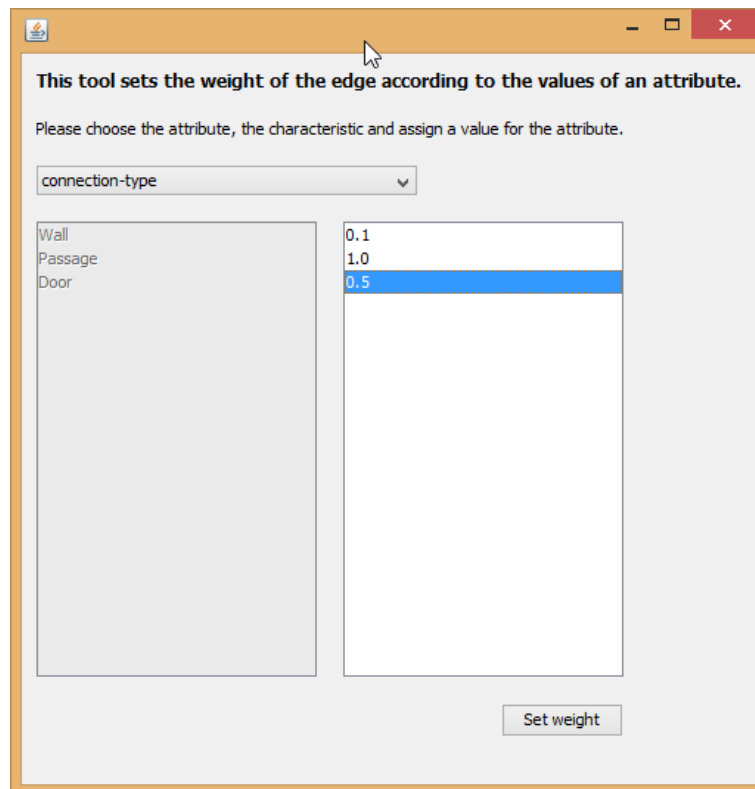 This tool sets the weight of the edge according to the values of an attribute.
Please choose the attribute, the characteristic and assign a value for the attribute.
connection-type
Wall 0.1
Passage 1.0
Door 0.5
Set weight